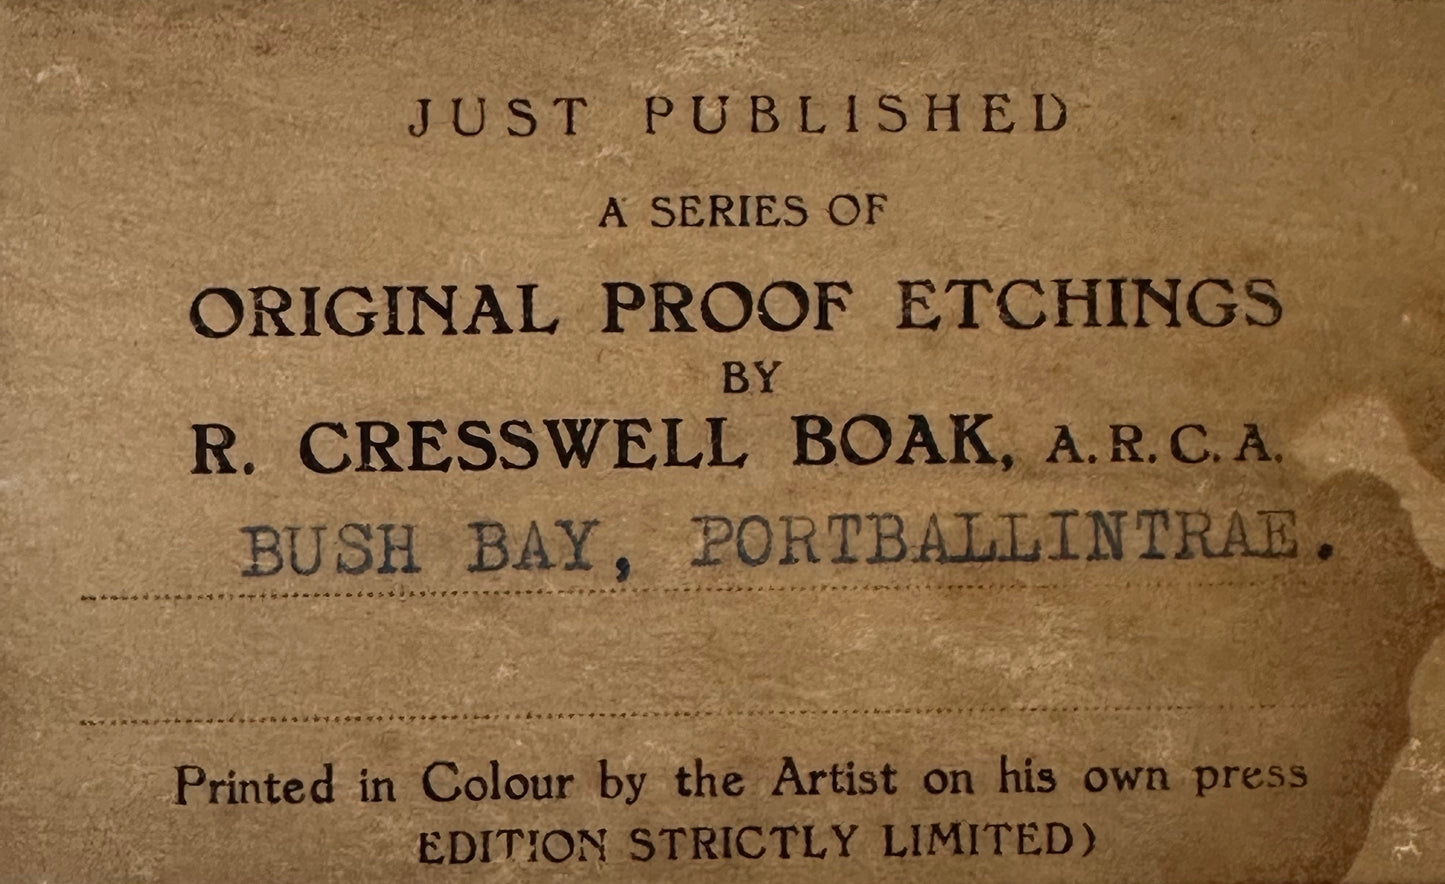 JUST PUBLISHED
A SERIES OF
ORIGINAL PROOF ETCHINGS
BY
R. CRESSWELL BOAK, A.R.C.A.
BUSH BAY, PORTBALLINTRAE.
Printed in Colour by the Artist on his own press
EDITION STRICTLY LIMITED)